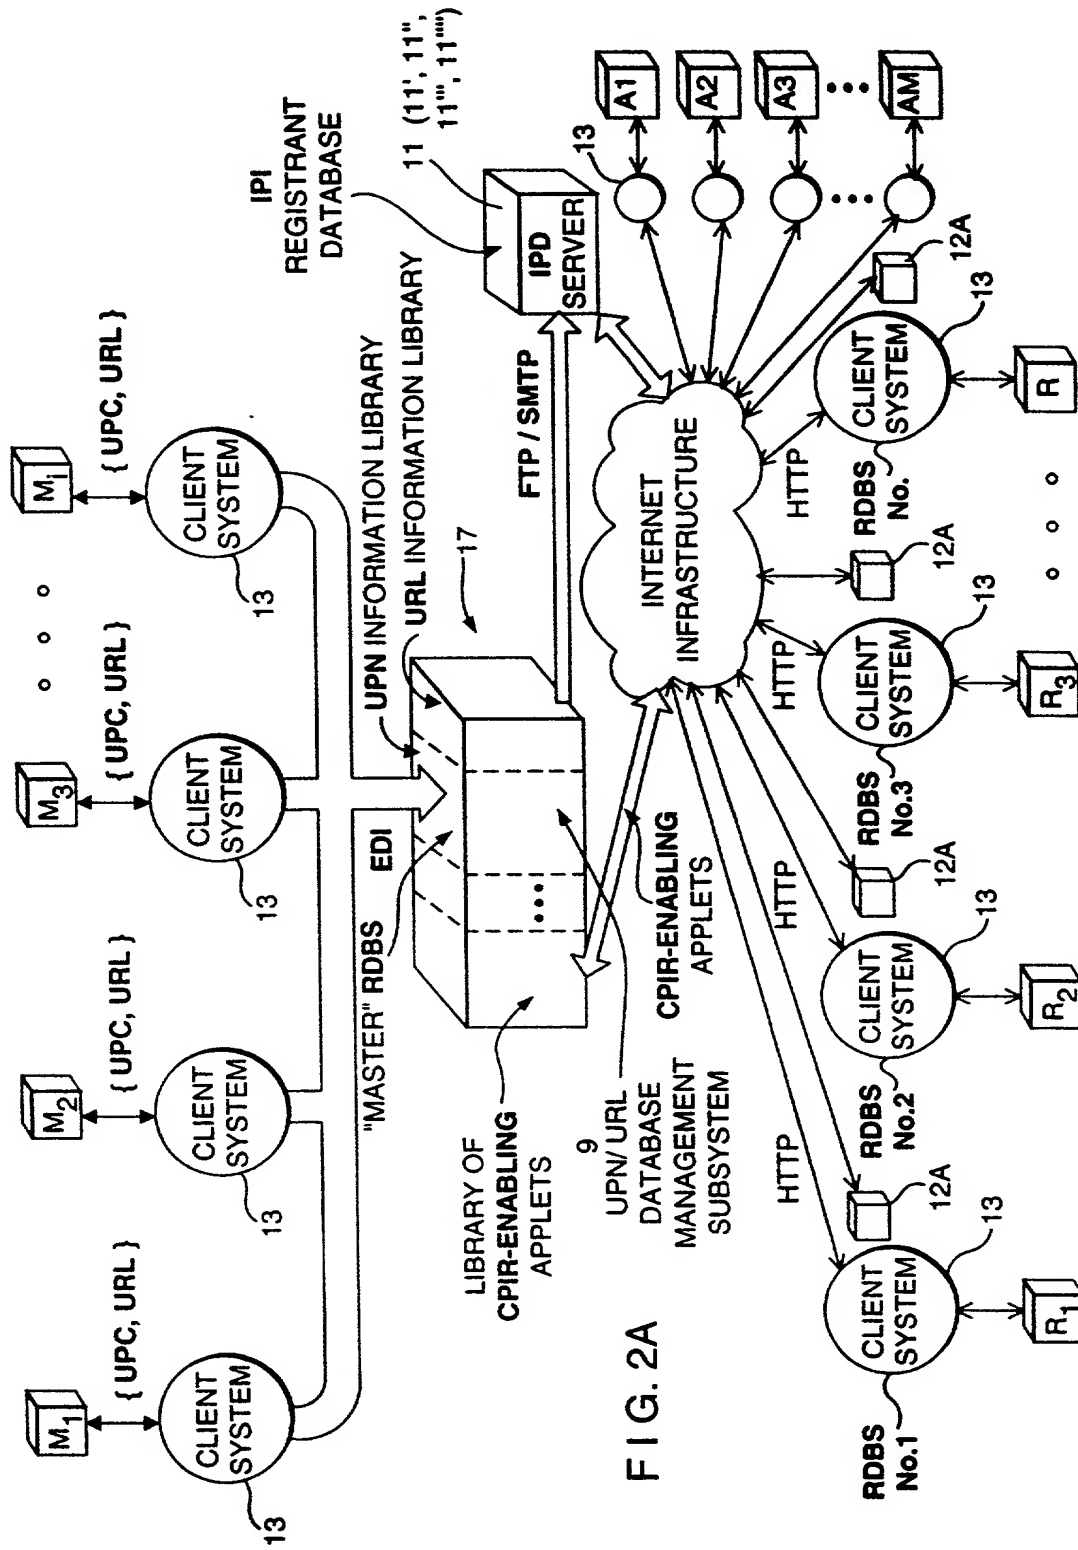 M1
{ UPC, URL }
CLIENT
SYSTEM
13
M2
{ UPC, URL }
CLIENT
SYSTEM
13
M3
{ UPC, URL }
CLIENT
SYSTEM
13
Mi
{ UPC, URL }
CLIENT
SYSTEM
13
"MASTER" RDBS
EDI
UPN INFORMATION LIBRARY
URL INFORMATION LIBRARY
17
IPI
REGISTRANT
DATABASE
11 (11', 11",
11''', 11'''')
IPD
SERVER
FTP / SMTP
LIBRARY OF
CPIR-ENABLING
APPLETS
9
UPN/ URL
DATABASE
MANAGEMENT
SUBSYSTEM
CPIR-ENABLING
APPLETS
INTERNET
INFRASTRUCTURE
13
A1
A2
A3
AM
FIG. 2A
HTTP
HTTP
HTTP
HTTP
RDBS
No.1
CLIENT
SYSTEM
13
12A
R1
RDBS
No.2
CLIENT
SYSTEM
13
12A
R2
RDBS
No.3
CLIENT
SYSTEM
13
12A
R3
RDBS
No.
CLIENT
SYSTEM
13
12A
R